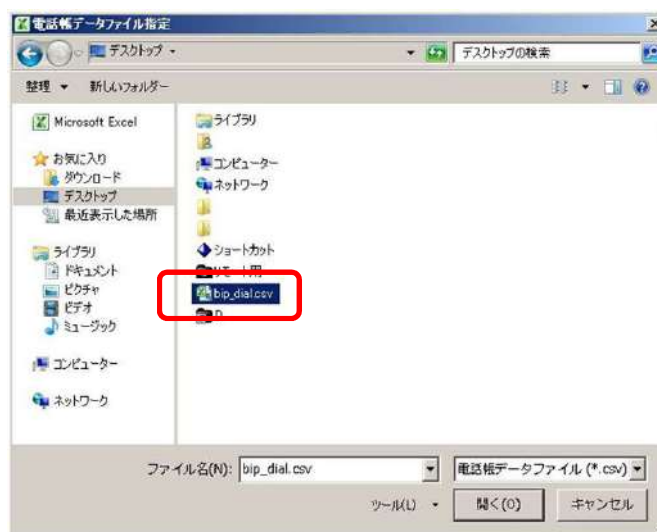 電話帳データファイル指定
デスクトップ
デスクトップの検索
整理 新しいフォルダー
Microsoft Excel
お気に入り
ダウンロード
デスクトップ
最近表示した場所
ライブラリ
ドキュメント
ピクチャ
ビデオ
ミュージック
コンピューター
ネットワーク
ライブラリ
コンピューター
ネットワーク
ショートカット
リモート用
bip_dial.csv
ファイル名(N): bip_dial.csv
電話帳データファイル (*.csv)
ツール(L)
開く(O)
キャンセル